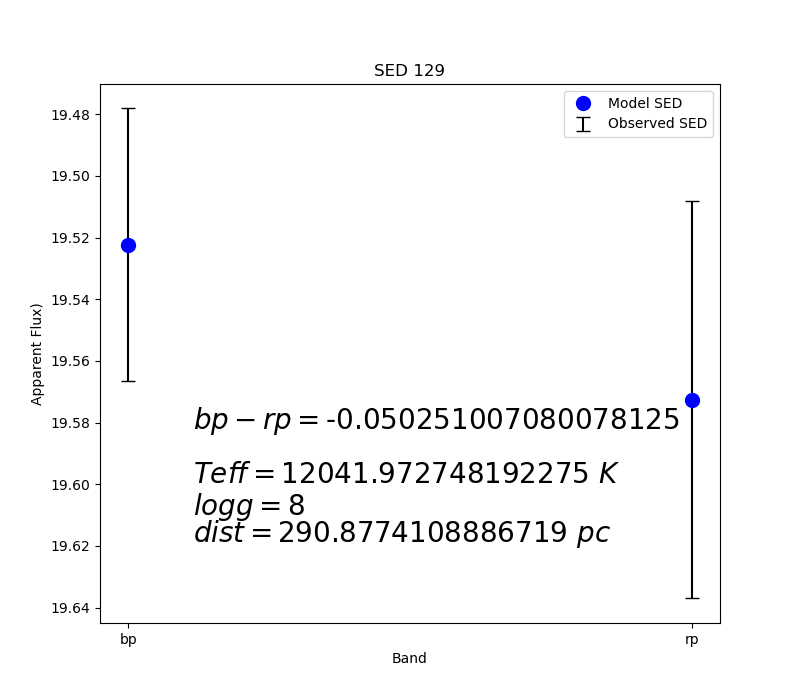 SED 129
Model SED
Observed SED
19.48
19.50
19.52
19.54
19.56
19.58
19.60
19.62
19.64
Apparent Flux)
bp − rp = -0.050251007080078125
Teff = 12041.972748192275 K
logg = 8
dist = 290.8774108886719 pc
bp
rp
Band